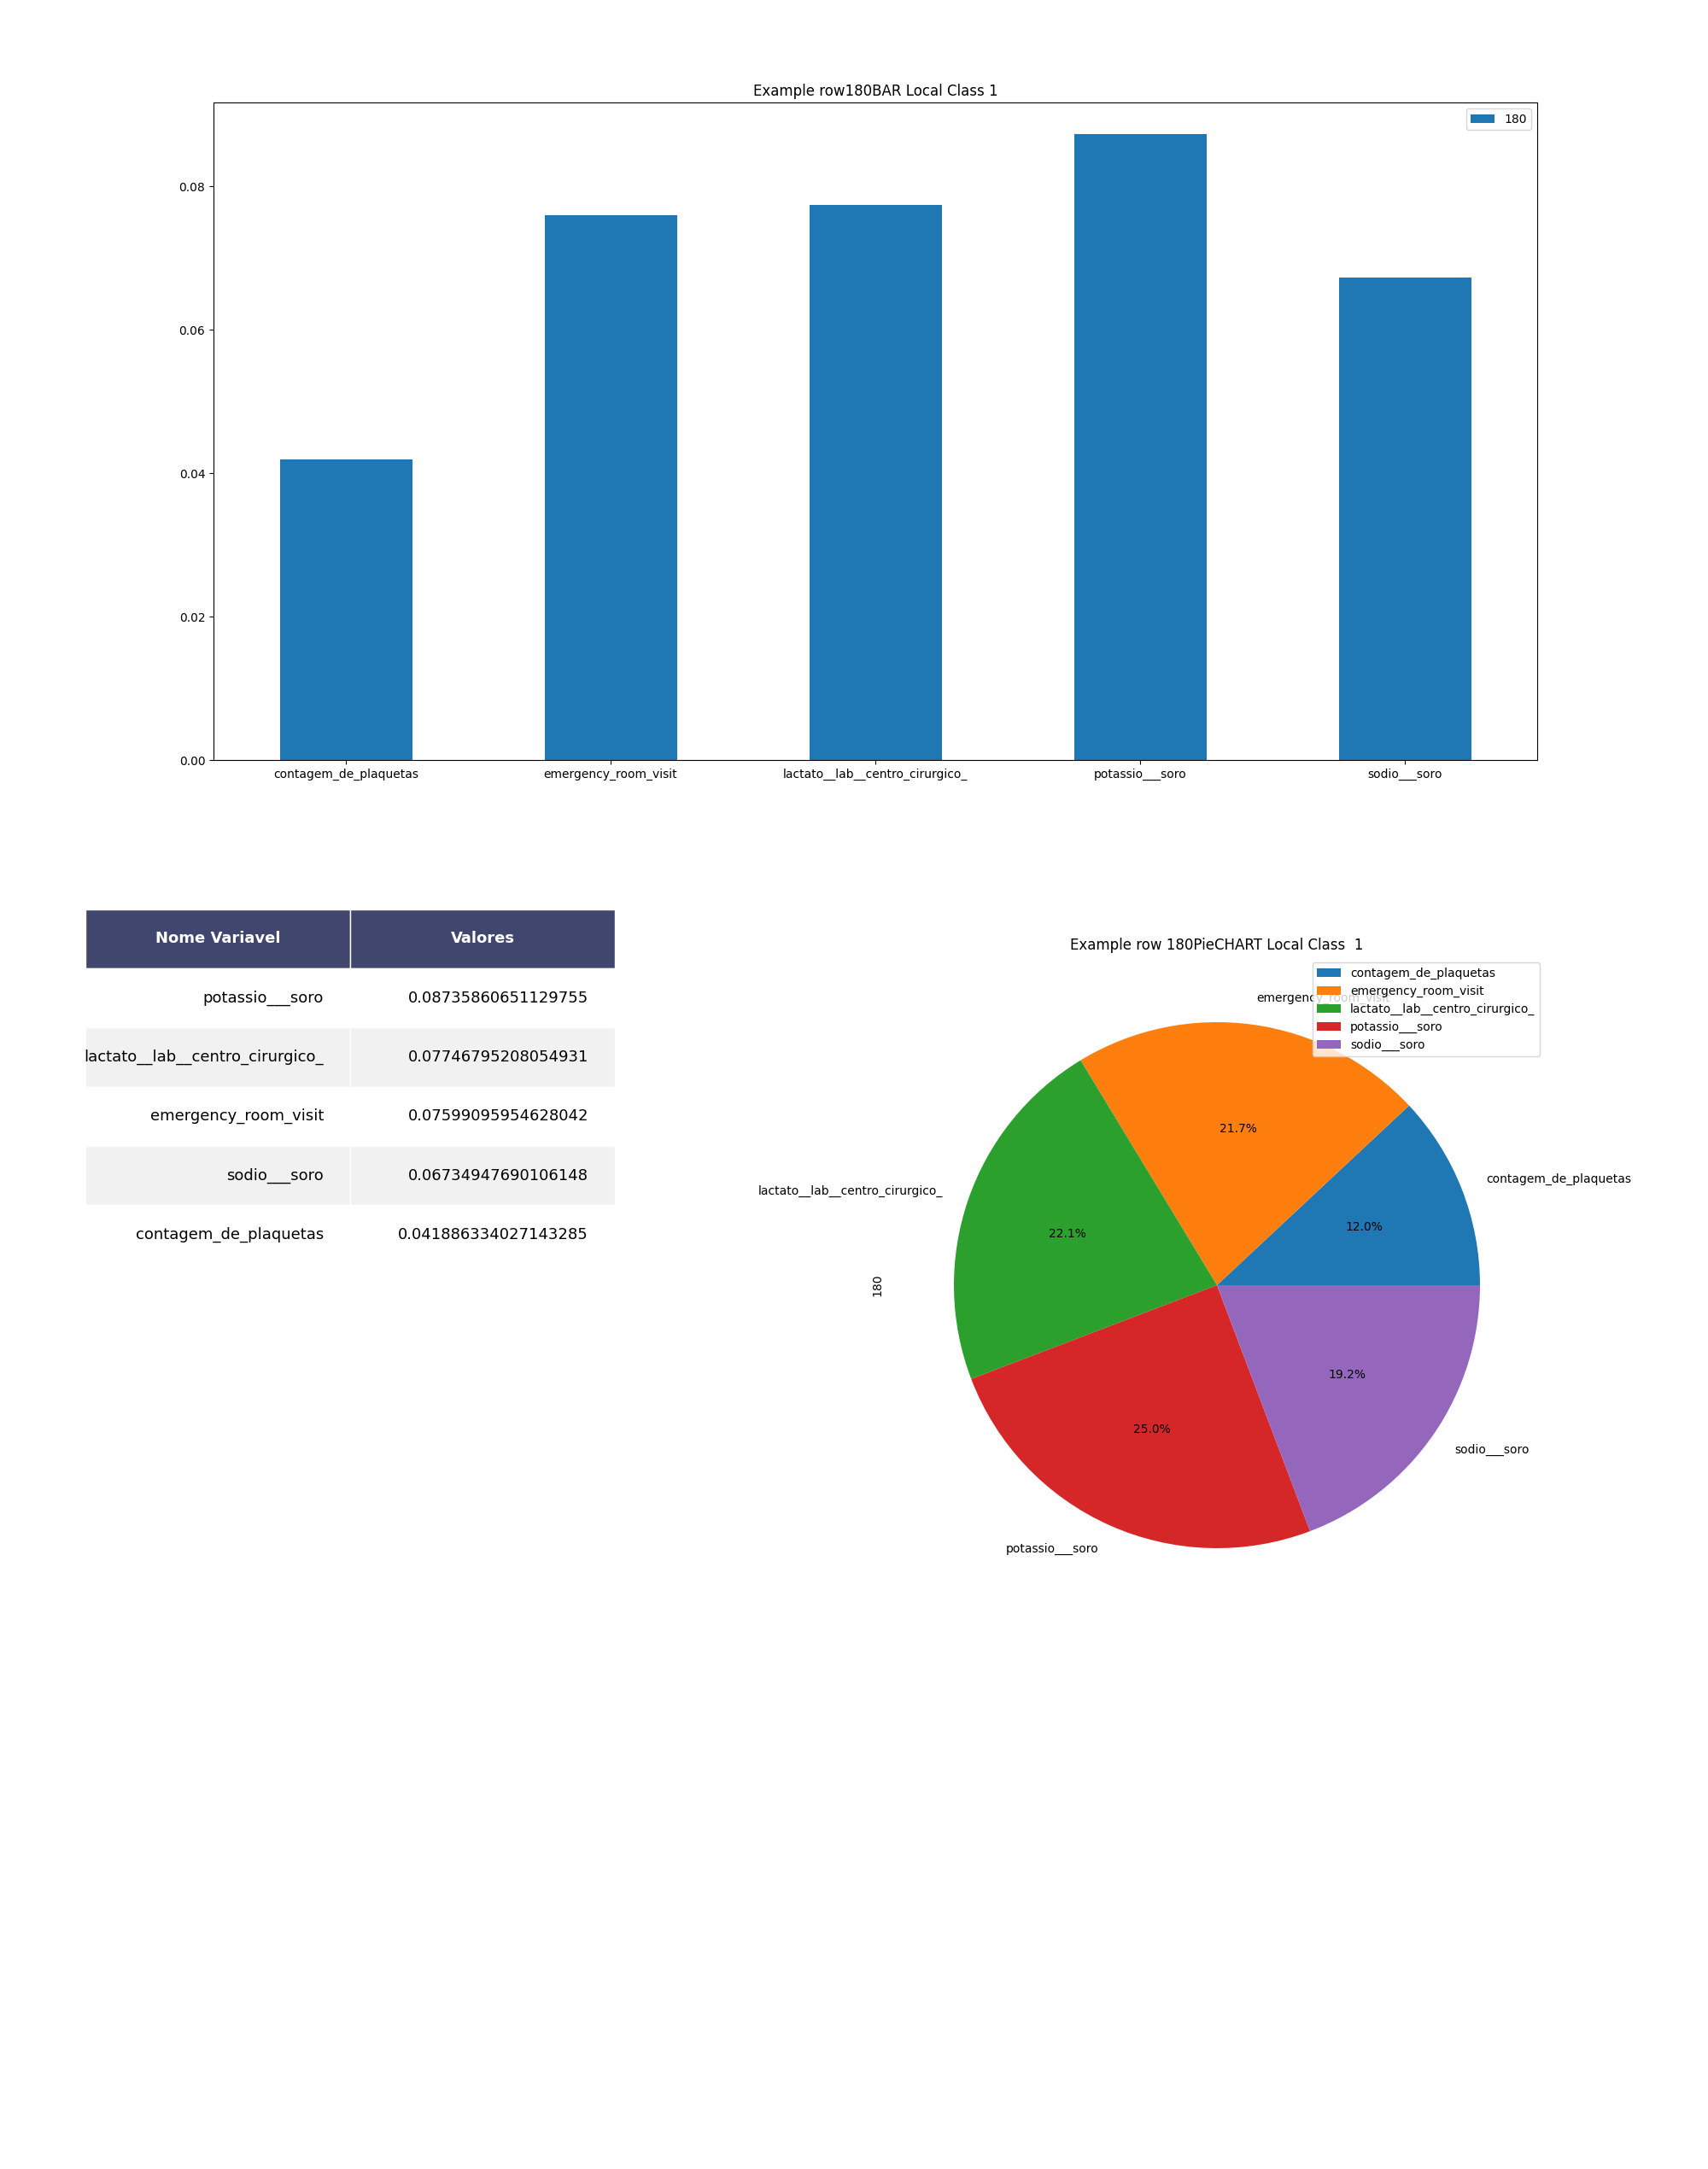 Example row180BAR Local Class 1
180
0.08
0.06
0.04
0.02
0.00
contagem_de_plaquetas emergency_room_visit lactato__lab__centro_cirurgico_ potassio___soro sodio___soro
Nome Variavel Valores
potassio___soro 0.08735860651129755
lactato__lab__centro_cirurgico_ 0.07746795208054931
emergency_room_visit 0.07599095954628042
sodio___soro 0.06734947690106148
contagem_de_plaquetas 0.041886334027143285
Example row 180PieCHART Local Class  1
contagem_de_plaquetas
emergency_room_visit
lactato__lab__centro_cirurgico_
potassio___soro
sodio___soro
emergency_room_visit
21.7%
contagem_de_plaquetas
lactato__lab__centro_cirurgico_
12.0%
22.1%
180
19.2%
25.0%
sodio___soro
potassio___soro